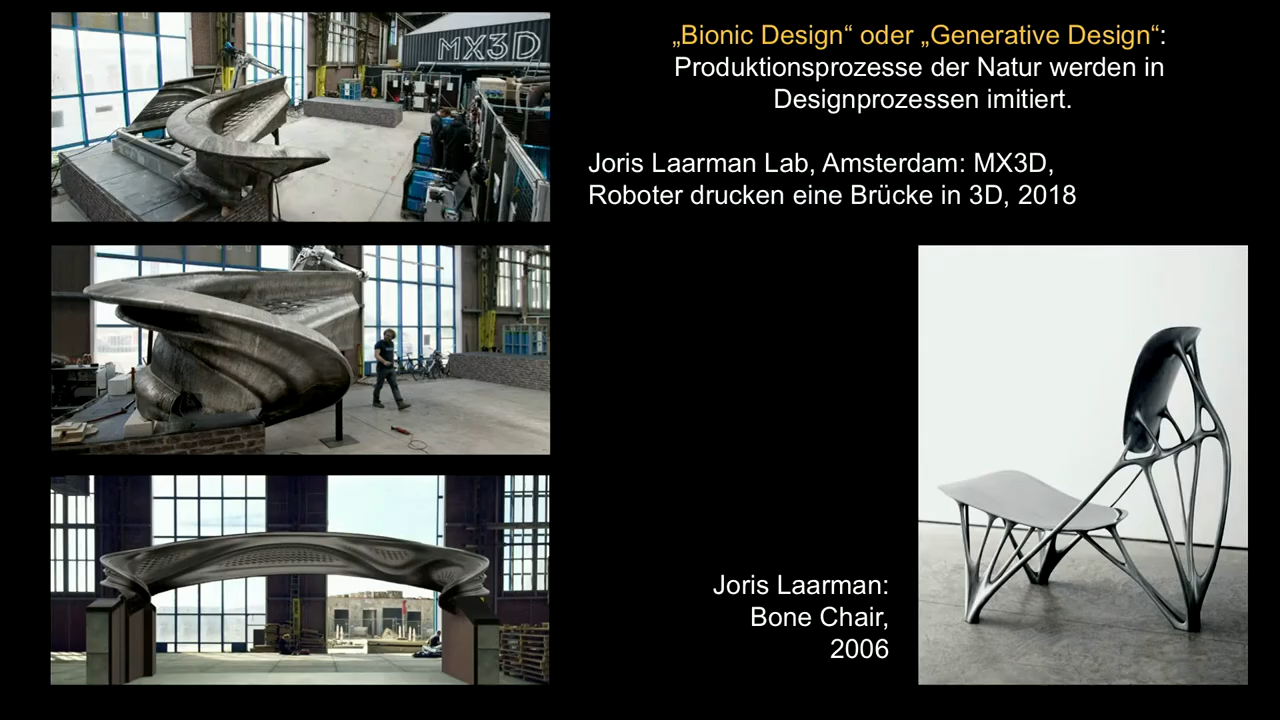 MX3D
„Bionic Design“ oder „Generative Design“:
Produktionsprozesse der Natur werden in
Designprozessen imitiert.
Joris Laarman Lab, Amsterdam: MX3D,
Roboter drucken eine Brücke in 3D, 2018
Joris Laarman:
Bone Chair,
2006